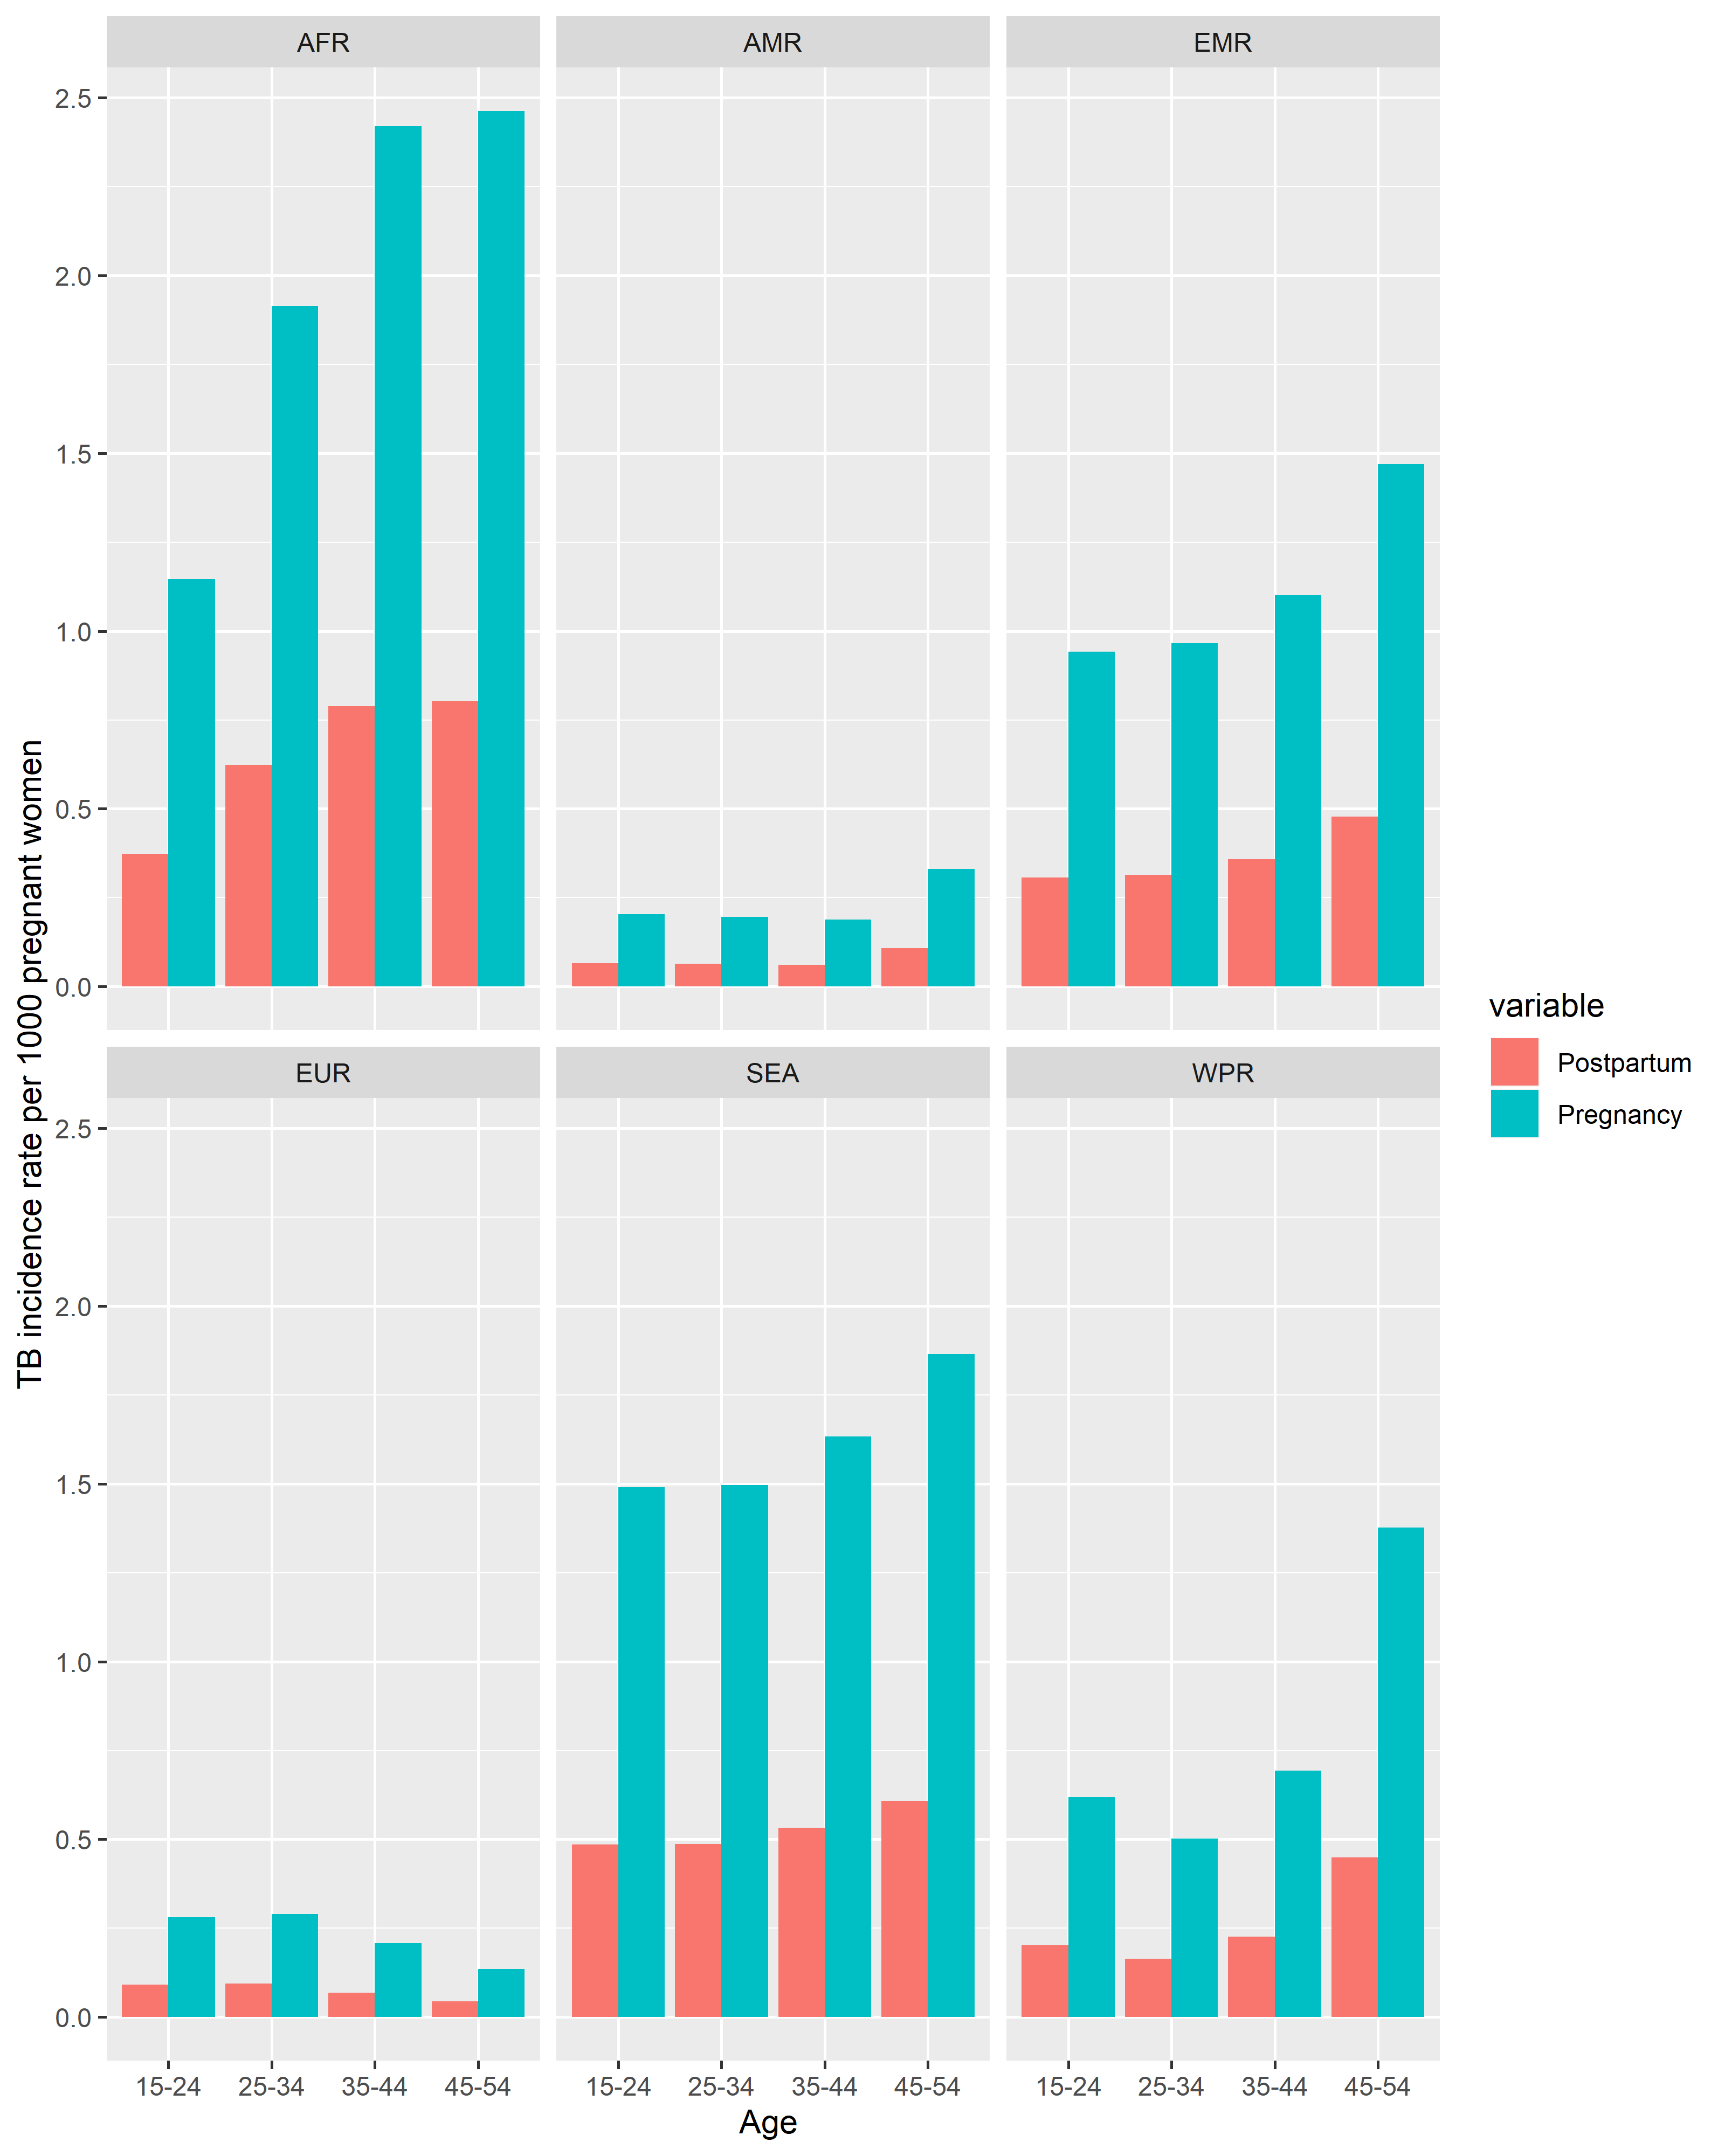 AFR AMR EMR
2.5
2.0
1.5
1.0
0.5
0.0
TB incidence rate per 1000 pregnant women
EUR SEA WPR
2.5
2.0
1.5
1.0
0.5
0.0
15-24 25-34 35-44 45-54 15-24 25-34 35-44 45-54 15-24 25-34 35-44 45-54
Age
variable
Postpartum
Pregnancy